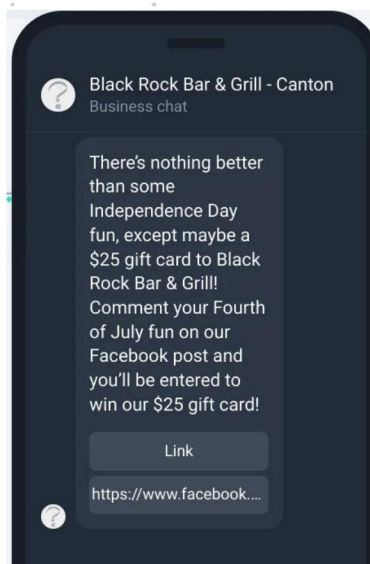 Black Rock Bar & Grill - Canton
Business chat
There's nothing better
than some
Independence Day
fun, except maybe a
$25 gift card to Black
Rock Bar & Grill!
Comment your Fourth
of July fun on our
Facebook post and
you'll be entered to
win our $25 gift card!
Link
https://www.facebook....